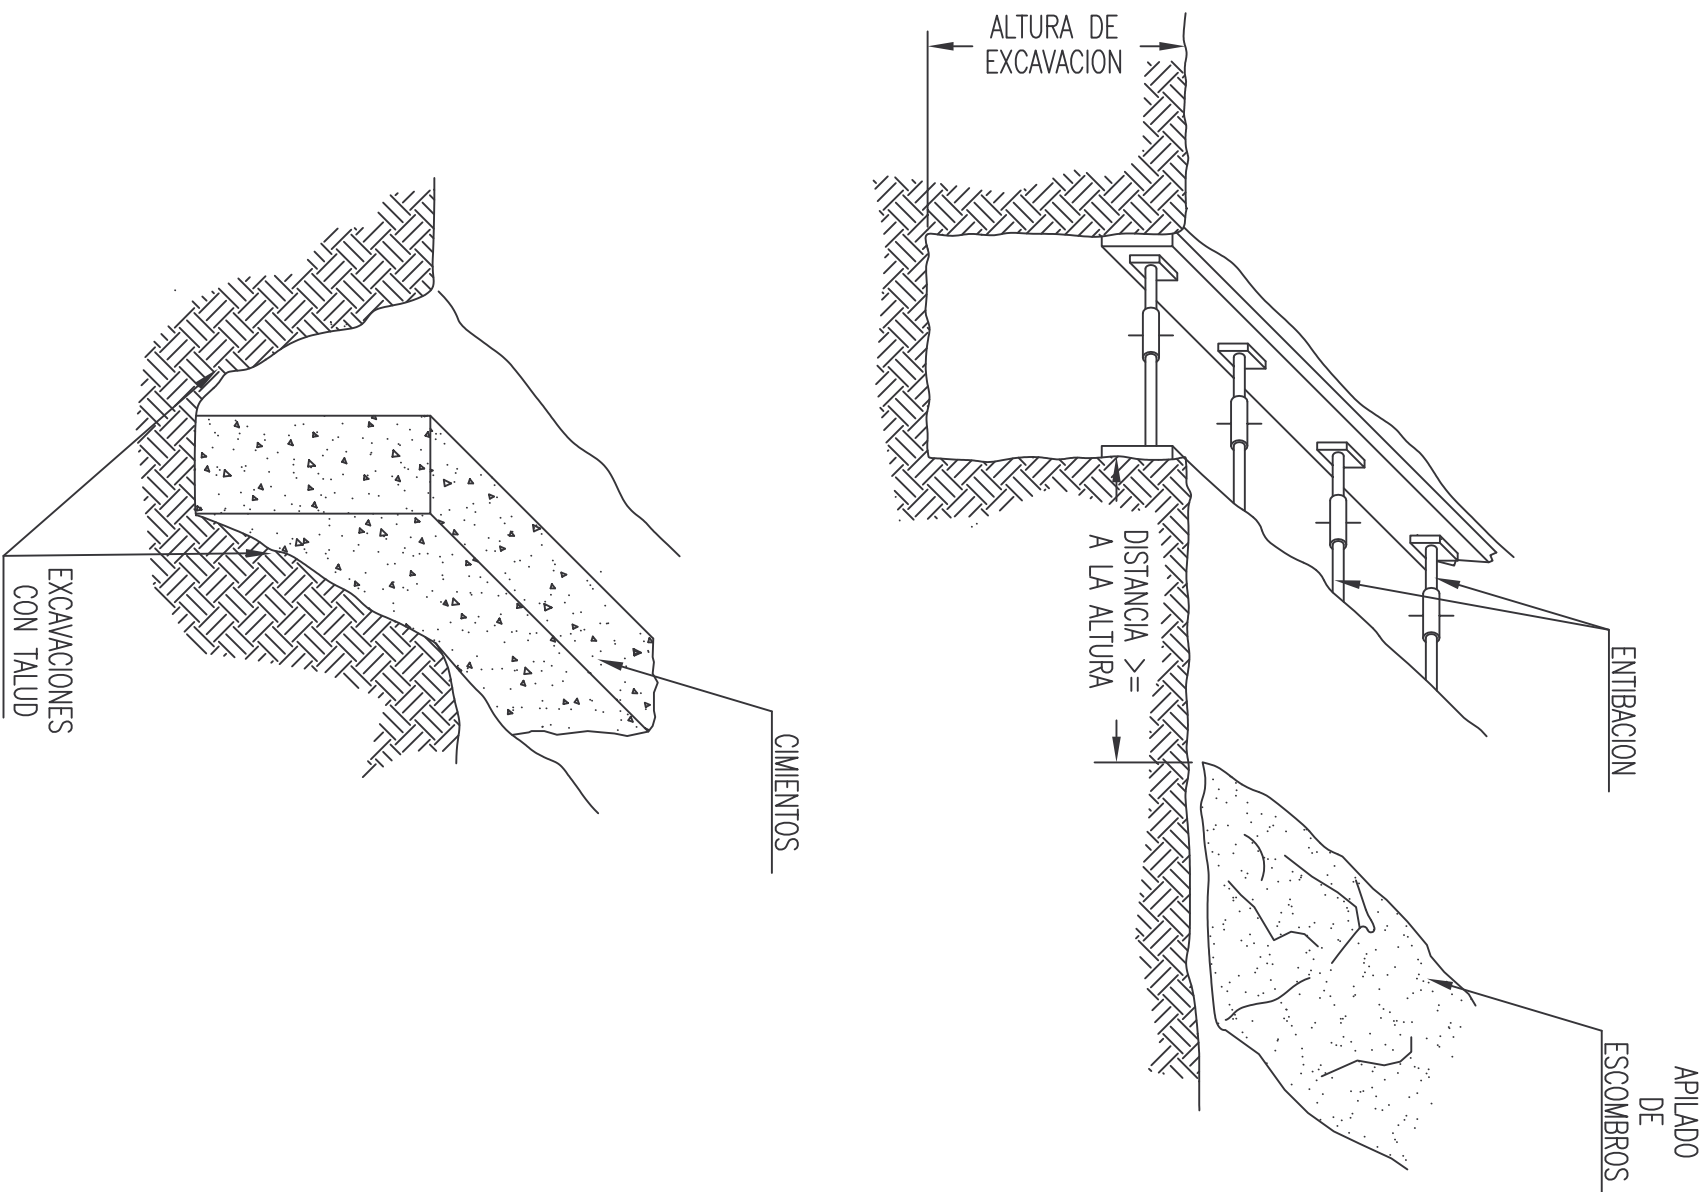 ALTURA DE
EXCAVACION
DISTANCIA >=
A LA ALTURA
ENTIBACION
APILADO
DE
ESCOMBROS
CIMIENTOS
EXCAVACIONES
CON TALUD